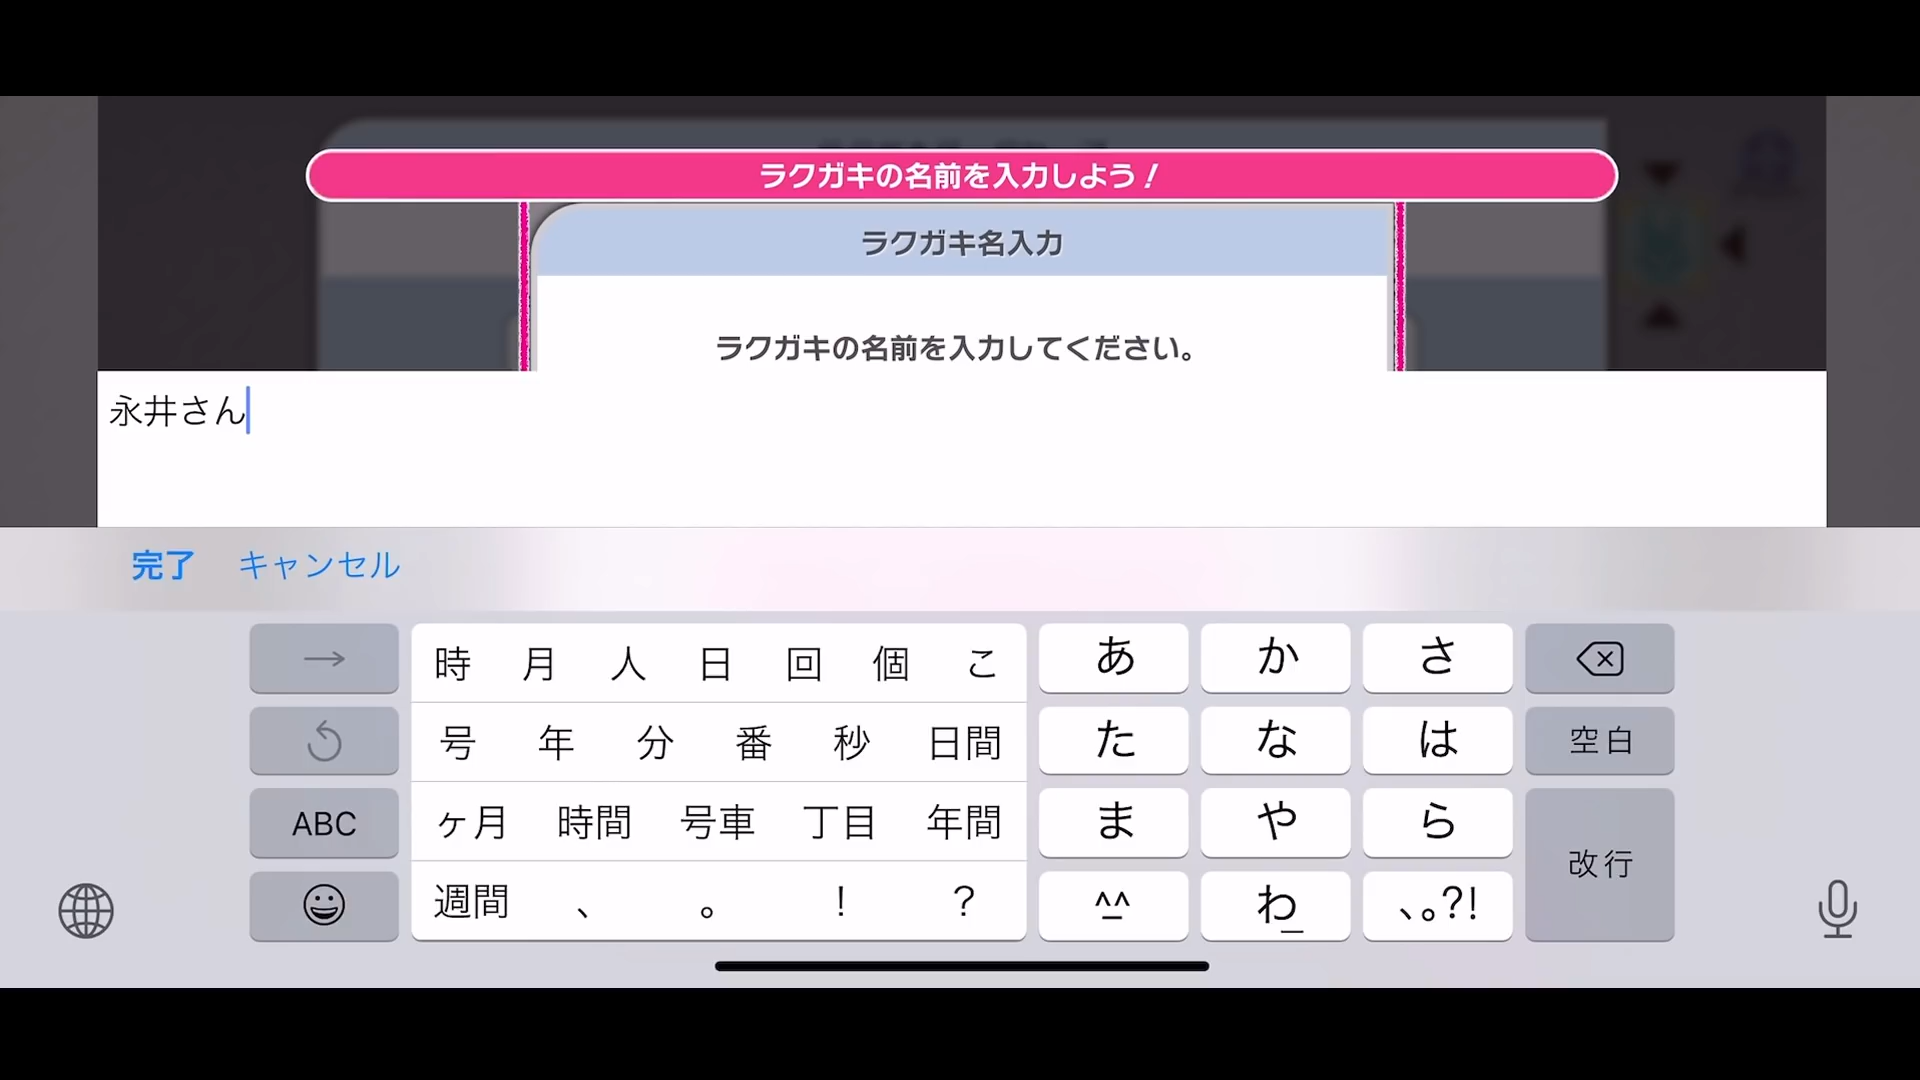 ラクガキの名前を入力しよう！
ラクガキ名入力
ラクガキの名前を入力してください。
永井さん
完了 キャンセル
→ 時 月 人 日 回 個 こ あ か さ
号 年 分 番 秒 日間 た な は 空白
ABC ヶ月 時間 号車 丁目 年間 ま や ら 改行
週間 、 。 ！ ？ ^_^ わ_ 、。?!